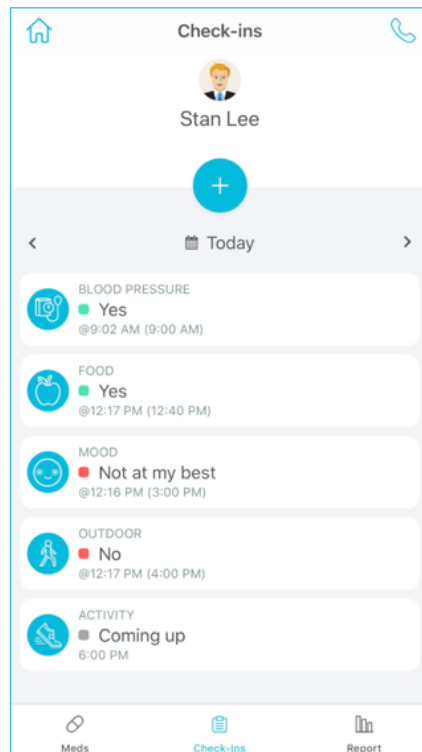 Check-ins
Stan Lee
Today
BLOOD PRESSURE
Yes
@9:02 AM (9:00 AM)
FOOD
Yes
@12:17 PM (12:40 PM)
MOOD
Not at my best
@12:16 PM (3:00 PM)
OUTDOOR
No
@12:17 PM (4:00 PM)
ACTIVITY
Coming up
6:00 PM
Meds Check-Ins Report